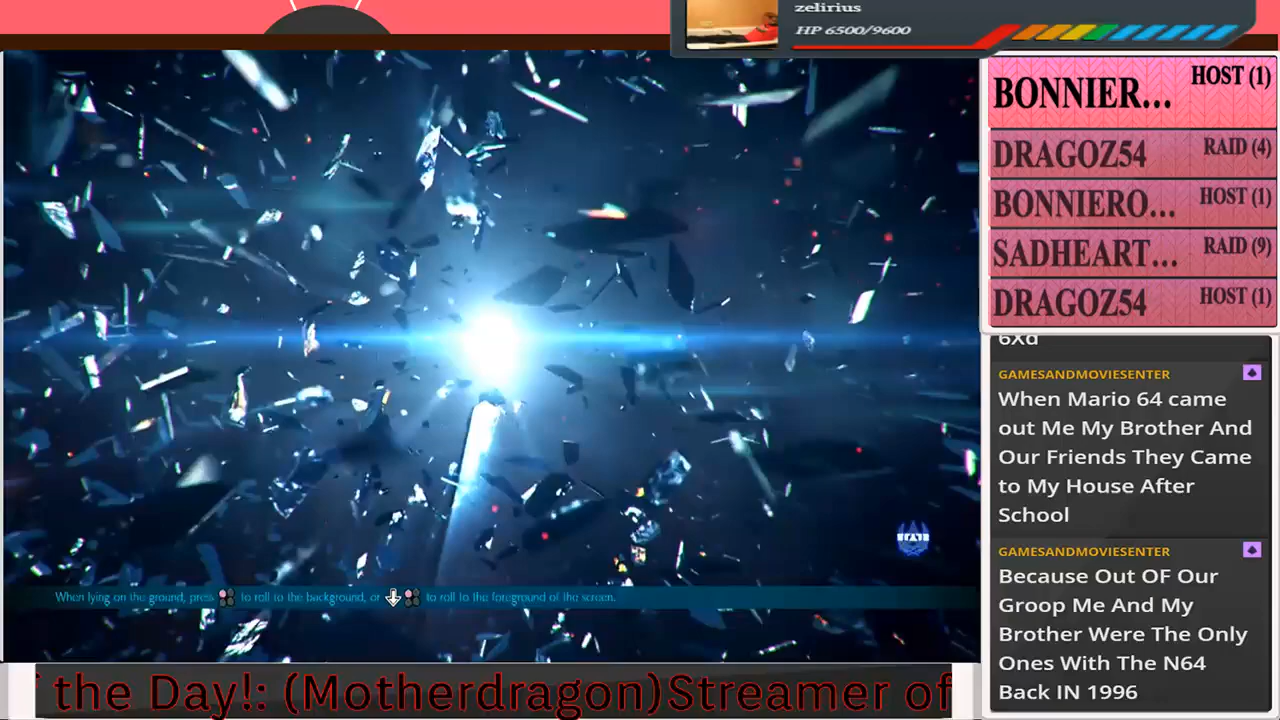 zelirius
HP 6500/9600
BONNIER... HOST (1)
DRAGOZ54 RAID (4)
BONNIERO... HOST (1)
SADHEART... RAID (9)
DRAGOZ54 HOST (1)
6Xd
GAMESANDMOVIESENTER
When Mario 64 came
out Me My Brother And
Our Friends They Came
to My House After
School
GAMESANDMOVIESENTER
Because Out OF Our
Groop Me And My
Brother Were The Only
Ones With The N64
Back IN 1996
When lying on the ground, press to roll to the background, or to roll to the foreground of the screen.
the Day!: (Motherdragon)Streamer of